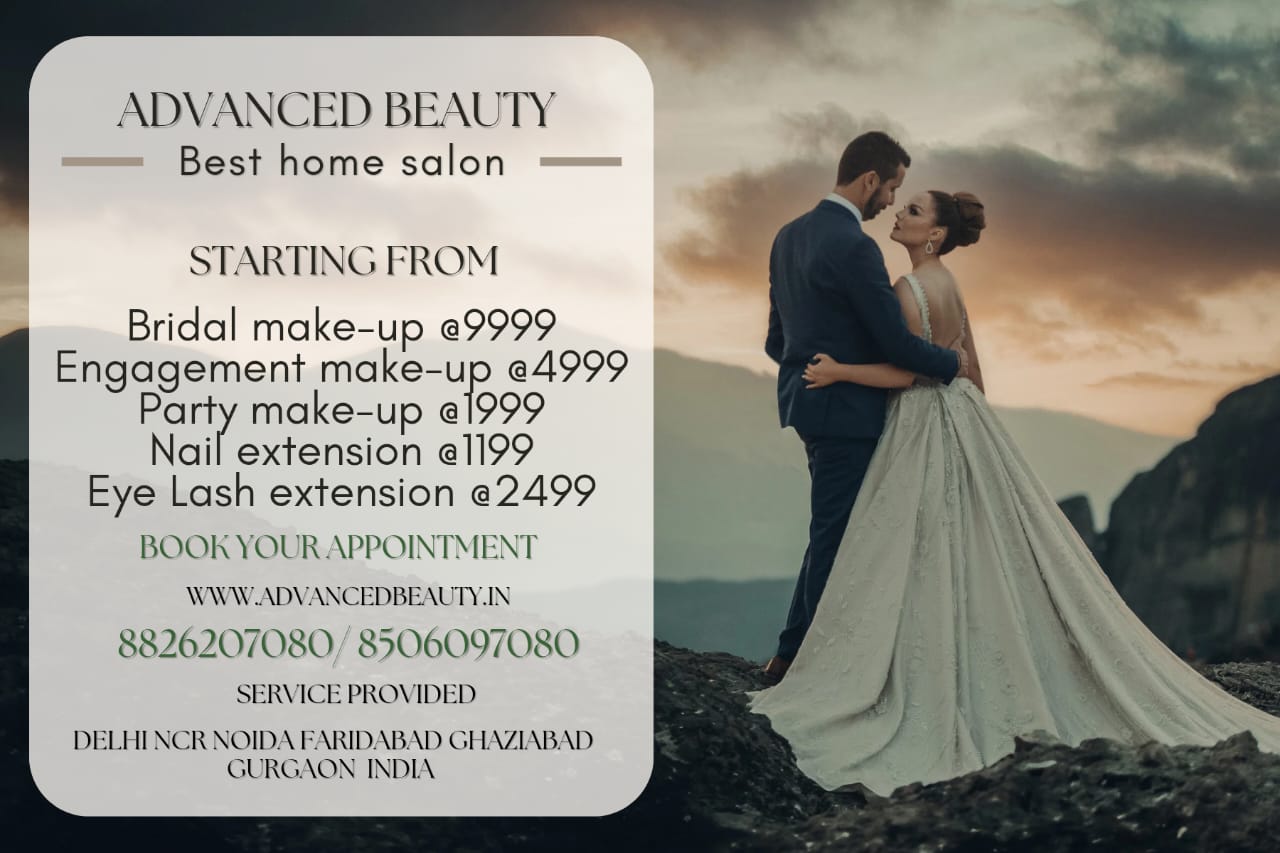 ADVANCED BEAUTY
Best home salon
STARTING FROM
Bridal make-up @9999
Engagement make-up @4999
Party make-up @1999
Nail extension @1199
Eye Lash extension @2499
BOOK YOUR APPOINTMENT
WWW.ADVANCEDBEAUTY.IN
8826207080/ 8506097080
SERVICE PROVIDED
DELHI NCR NOIDA FARIDABAD GHAZIABAD
GURGAON INDIA